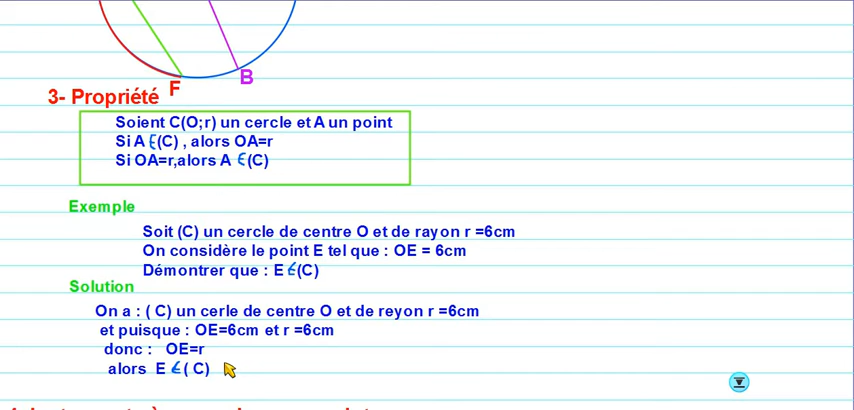 F
B
3- Propriété
Soient C(O;r) un cercle et A un point
Si A ∈(C) , alors OA=r
Si OA=r,alors A ∈(C)
Exemple
Soit (C) un cercle de centre O et de rayon r =6cm
On considère le point E tel que : OE = 6cm
Démontrer que : E ∈(C)
Solution
On a : ( C) un cerle de centre O et de reyon r =6cm
et puisque : OE=6cm et r =6cm
donc : OE=r
alors E ∈( C)